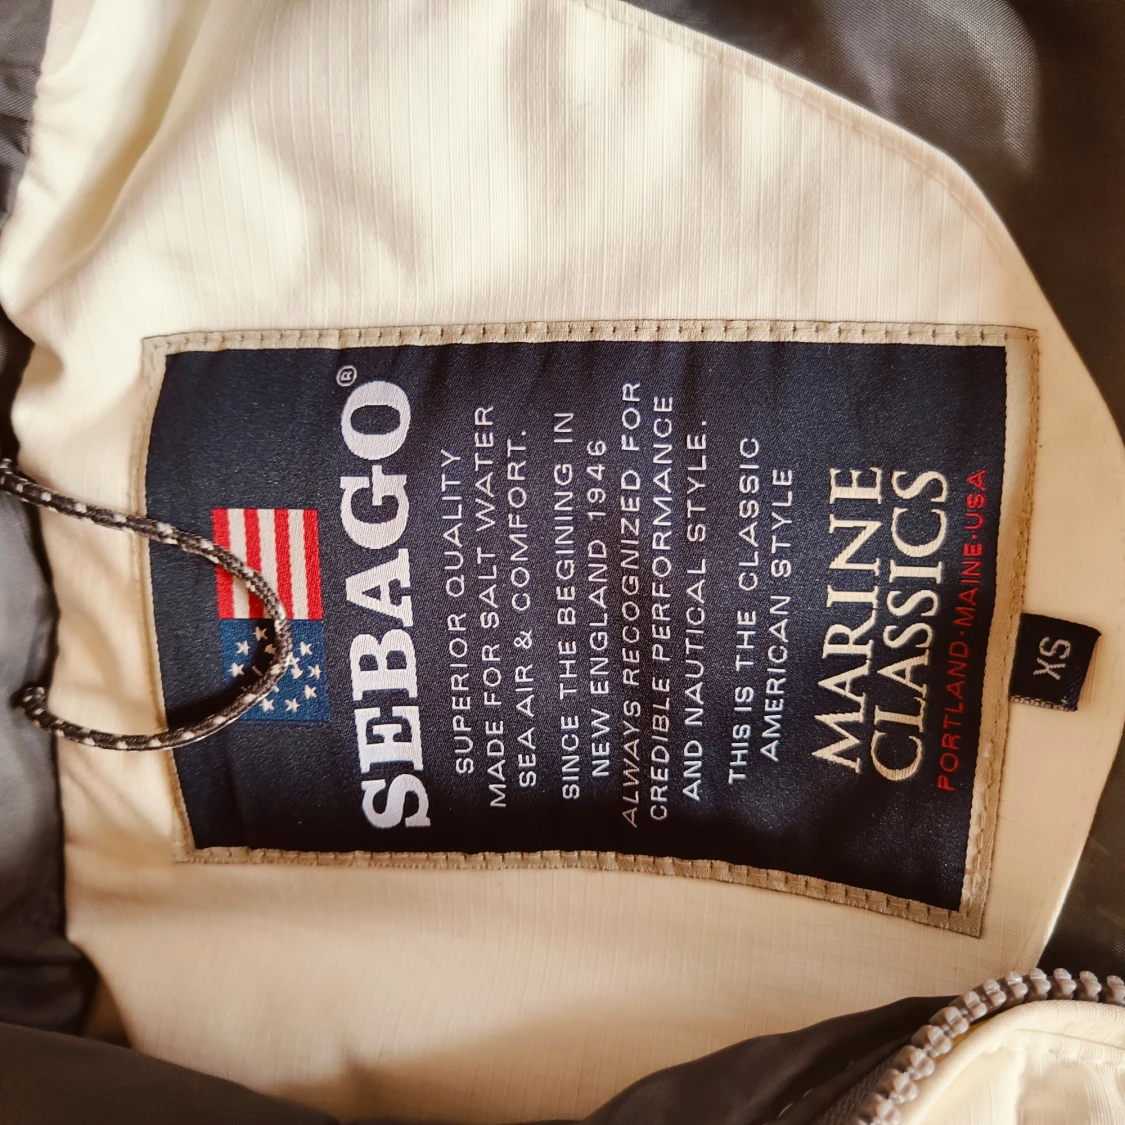 SEBAGO®
SUPERIOR QUALITY
MADE FOR SALT WATER
SEA AIR & COMFORT.
SINCE THE BEGINING IN
NEW ENGLAND 1946
ALWAYS RECOGNIZED FOR
CREDIBLE PERFORMANCE
AND NAUTICAL STYLE.
THIS IS THE CLASSIC
AMERICAN STYLE
MARINE
CLASSICS
PORTLAND·MAINE·USA
XS